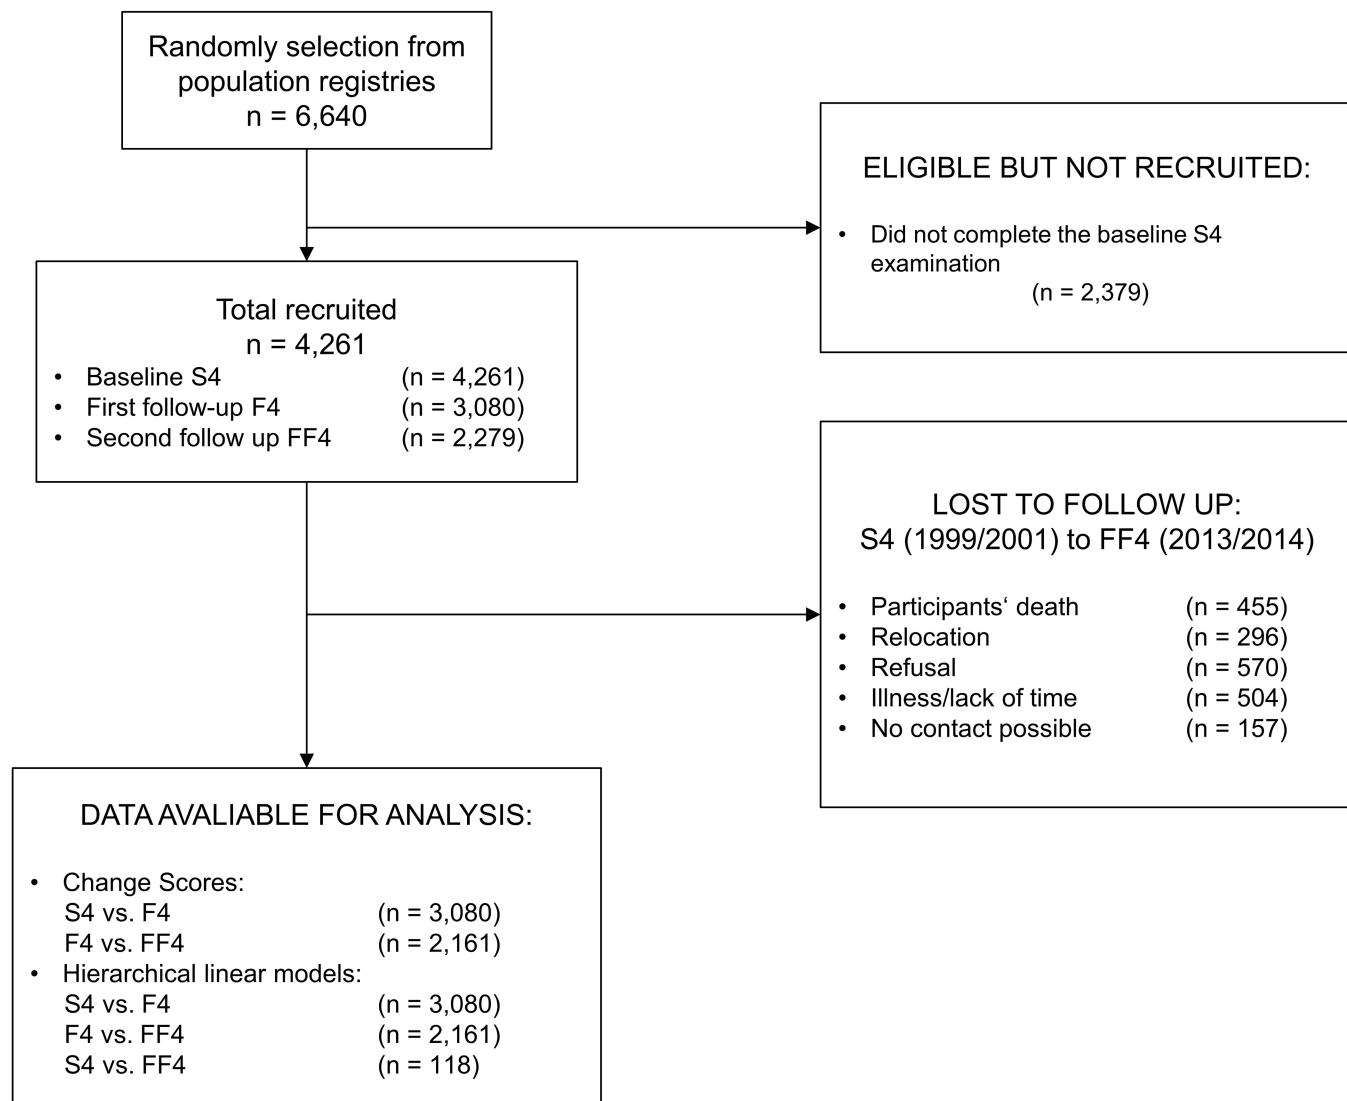 Randomly selection from
population registries
n = 6,640
ELIGIBLE BUT NOT RECRUITED:
• Did not complete the baseline S4
examination
(n = 2,379)
Total recruited
n = 4,261
• Baseline S4 (n = 4,261)
• First follow-up F4 (n = 3,080)
• Second follow up FF4 (n = 2,279)
LOST TO FOLLOW UP:
S4 (1999/2001) to FF4 (2013/2014)
• Participants‘ death (n = 455)
• Relocation (n = 296)
• Refusal (n = 570)
• Illness/lack of time (n = 504)
• No contact possible (n = 157)
DATA AVALIABLE FOR ANALYSIS:
• Change Scores:
S4 vs. F4 (n = 3,080)
F4 vs. FF4 (n = 2,161)
• Hierarchical linear models:
S4 vs. F4 (n = 3,080)
F4 vs. FF4 (n = 2,161)
S4 vs. FF4 (n = 118)